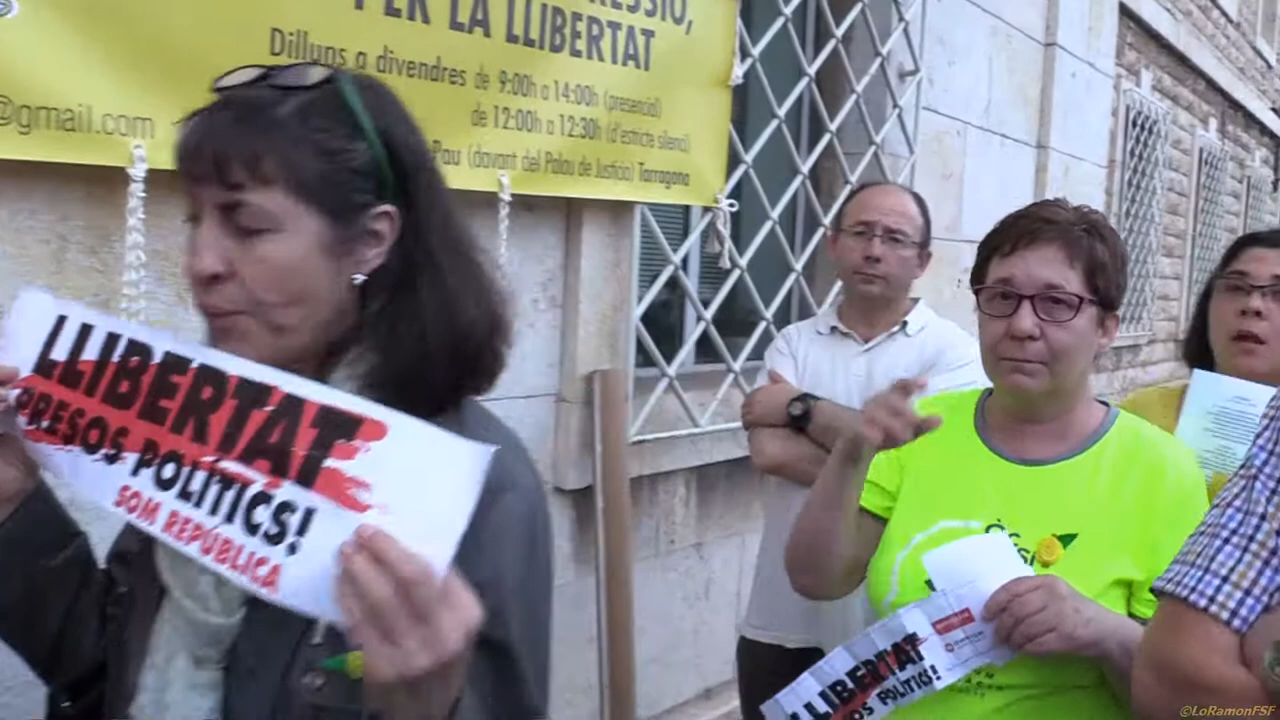 PER LA LLIBERTAT
Dilluns a divendres de 9:00h a 14:00h (presencial)
de 12:00h a 12:30h (d'estricte silenci)
@gmail.com
Pau (davant del Palau de Justícia) Tarragona
LLIBERTAT
PRESOS POLÍTICS!
SOM REPÚBLICA
LLIBERTAT
POLÍTICS!
©LoRamonFSF